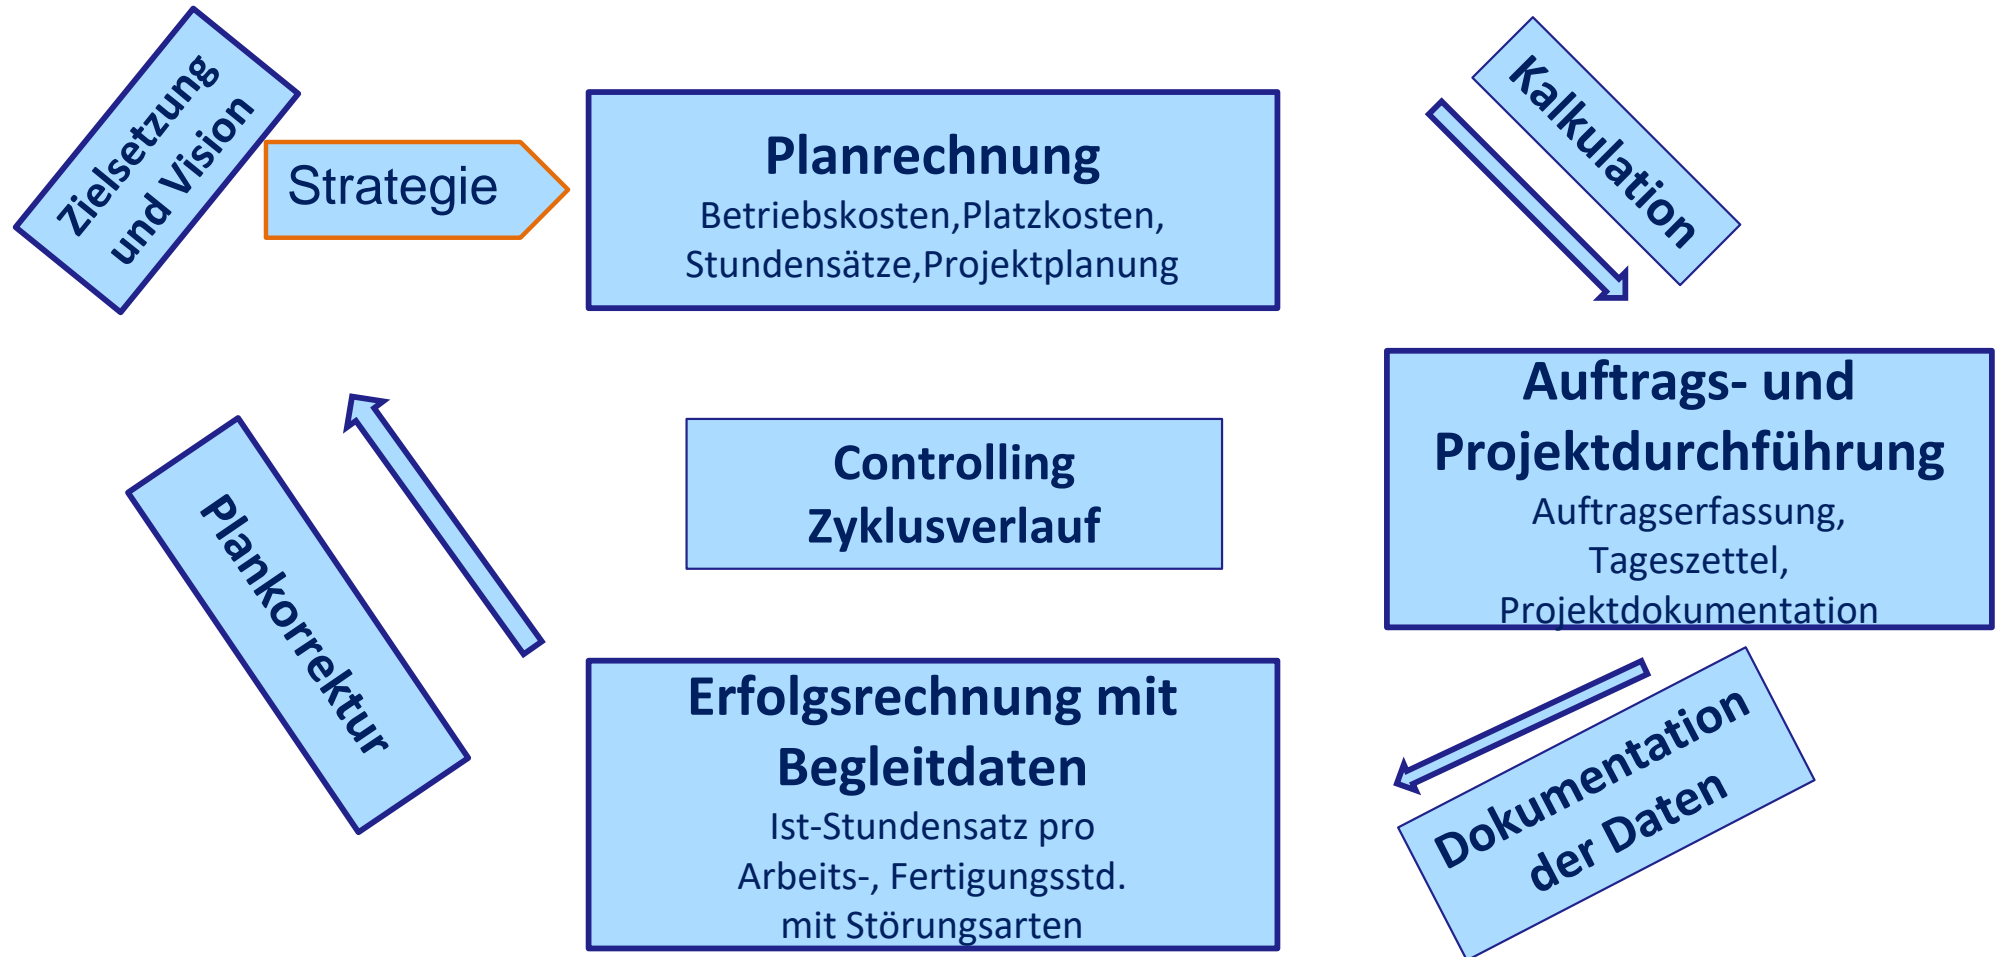 Zielsetzung
und Vision
Strategie
Planrechnung
Betriebskosten,Platzkosten,
Stundensätze,Projektplanung
Kalkulation
Auftrags- und
Projektdurchführung
Auftragserfassung,
Tageszettel,
Projektdokumentation
Controlling
Zyklusverlauf
Plankorrektur
Erfolgsrechnung mit
Begleitdaten
Ist-Stundensatz pro
Arbeits-, Fertigungsstd.
mit Störungsarten
Dokumentation
der Daten